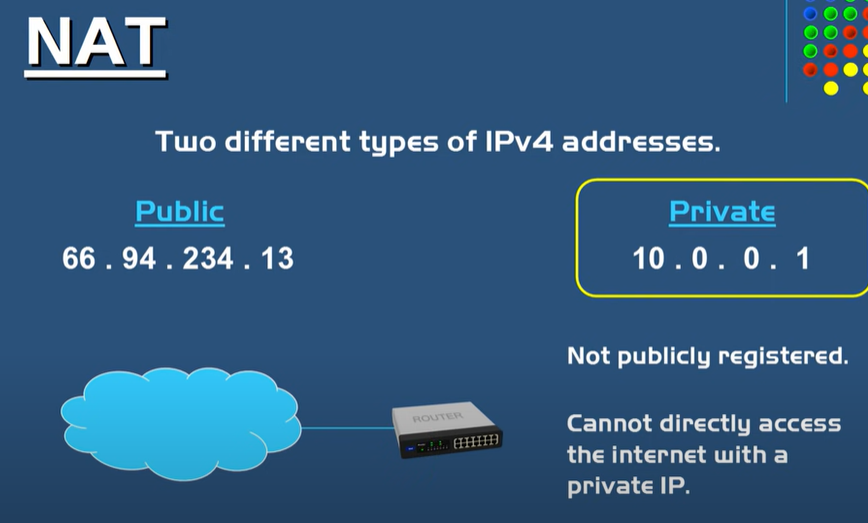 NAT
Two different types of IPv4 addresses.
Public
66 . 94 . 234 . 13
Private
10 . 0 . 0 . 1
Not publicly registered.
Cannot directly access
the internet with a
private IP.
ROUTER